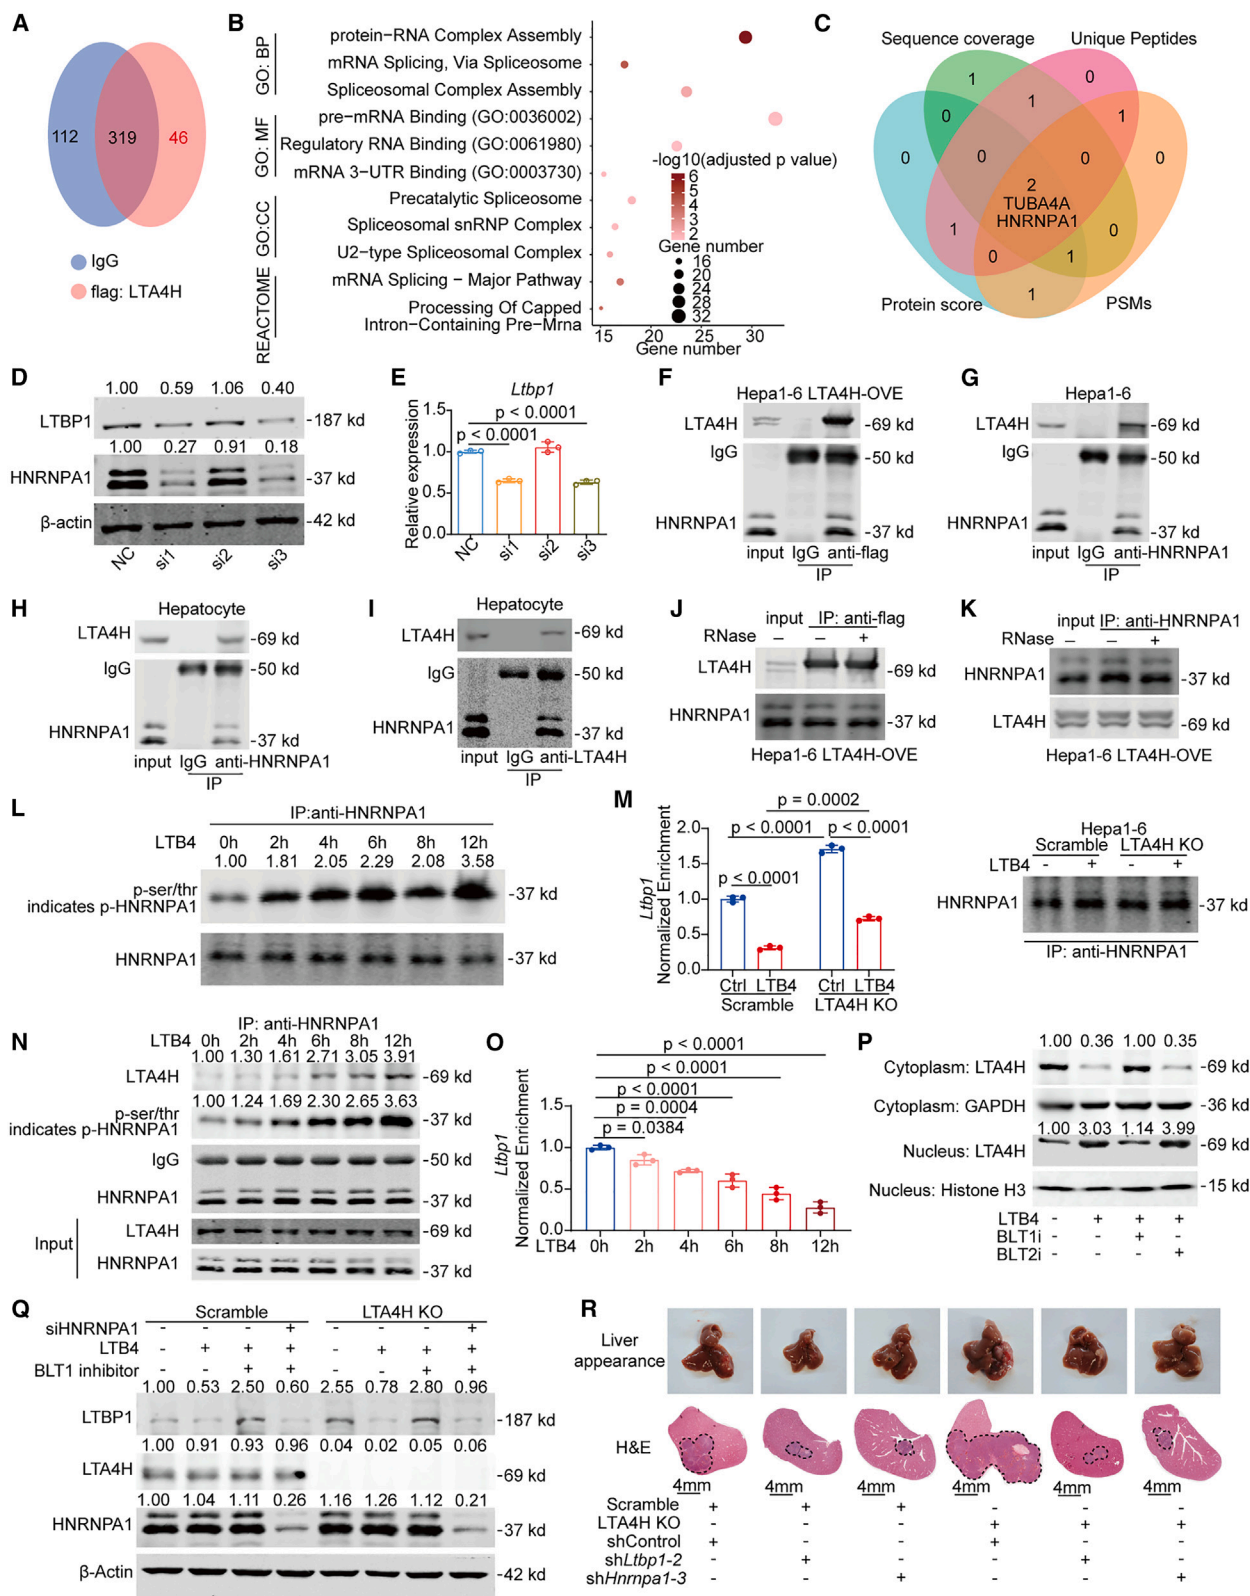 A
112
319
46
IgG
flag: LTA4H
B
GO: BP
protein-RNA Complex Assembly
mRNA Splicing, Via Spliceosome
Spliceosomal Complex Assembly
GO: MF
pre-mRNA Binding (GO:0036002)
Regulatory RNA Binding (GO:0061980)
mRNA 3-UTR Binding (GO:0003730)
GO:CC
Precatalytic Spliceosome
Spliceosomal snRNP Complex
U2-type Spliceosomal Complex
REACTOME
mRNA Splicing - Major Pathway
Processing Of Capped
Intron-Containing Pre-Mrna
-log10(adjusted p value)
6
5
4
3
2
Gene number
16
20
24
28
32
15 20 25 30
Gene number
C
Sequence coverage Unique Peptides
1 0
0 1 1
0 0 0 0
2
TUBA4A
HNRNPA1
1 0
0 1
1
Protein score PSMs
D
1.00 0.59 1.06 0.40
LTBP1 -187 kd
1.00 0.27 0.91 0.18
HNRNPA1 -37 kd
β-actin -42 kd
NC si1 si2 si3
E
Ltbp1
Relative expression
1.5
1.0
0.5
0.0
p < 0.0001
p < 0.0001
NC si1 si2 si3
F
Hepa1-6 LTA4H-OVE
LTA4H -69 kd
IgG -50 kd
HNRNPA1 -37 kd
input IgG anti-flag
IP
G
Hepa1-6
LTA4H -69 kd
IgG -50 kd
HNRNPA1 -37 kd
input IgG anti-HNRNPA1
IP
H
Hepatocyte
LTA4H -69 kd
IgG -50 kd
HNRNPA1 -37 kd
input IgG anti-HNRNPA1
IP
I
Hepatocyte
LTA4H -69 kd
IgG -50 kd
HNRNPA1 -37 kd
input IgG anti-LTA4H
IP
J
input IP: anti-flag
RNase – – +
LTA4H -69 kd
HNRNPA1 -37 kd
Hepa1-6 LTA4H-OVE
K
input IP: anti-HNRNPA1
RNase – – +
HNRNPA1 -37 kd
LTA4H -69 kd
Hepa1-6 LTA4H-OVE
L
IP:anti-HNRNPA1
LTB4 0h 2h 4h 6h 8h 12h
1.00 1.81 2.05 2.29 2.08 3.58
p-ser/thr
indicates p-HNRNPA1 -37 kd
HNRNPA1 -37 kd
M
Ltbp1
Normalized Enrichment
2.0
1.5
1.0
0.5
0.0
p = 0.0002
p < 0.0001 p < 0.0001
p < 0.0001
Ctrl LTB4 Ctrl LTB4
Scramble LTA4H KO
Hepa1-6
Scramble LTA4H KO
LTB4 - + - +
HNRNPA1 -37 kd
IP: anti-HNRNPA1
N
IP: anti-HNRNPA1
LTB4 0h 2h 4h 6h 8h 12h
1.00 1.30 1.61 2.71 3.05 3.91
LTA4H -69 kd
1.00 1.24 1.69 2.30 2.65 3.63
p-ser/thr
indicates p-HNRNPA1 -37 kd
IgG -50 kd
HNRNPA1 -37 kd
Input
LTA4H -69 kd
HNRNPA1 -37 kd
O
Ltbp1
Normalized Enrichment
1.5
1.0
0.5
0.0
p < 0.0001
p < 0.0001
p < 0.0001
p = 0.0004
p = 0.0384
LTB4 0h 2h 4h 6h 8h 12h
P
1.00 0.36 1.00 0.35
Cytoplasm: LTA4H -69 kd
Cytoplasm: GAPDH -36 kd
1.00 3.03 1.14 3.99
Nucleus: LTA4H -69 kd
Nucleus: Histone H3 -15 kd
LTB4 - + + +
BLT1i - - + -
BLT2i - - - +
Q
Scramble LTA4H KO
siHNRNPA1 - - - + - - - +
LTB4 - + + + - + + +
BLT1 inhibitor - - + + - - + +
1.00 0.53 2.50 0.60 2.55 0.78 2.80 0.96
LTBP1 -187 kd
1.00 0.91 0.93 0.96 0.04 0.02 0.05 0.06
LTA4H -69 kd
1.00 1.04 1.11 0.26 1.16 1.26 1.12 0.21
HNRNPA1 -37 kd
β-Actin -42 kd
R
Liver
appearance
H&E
4mm 4mm 4mm 4mm 4mm 4mm
Scramble + + + - - -
LTA4H KO - - - + + +
shControl + - - + - -
shLtbp1-2 - + - - + -
shHnrnpa1-3 - - + - - +